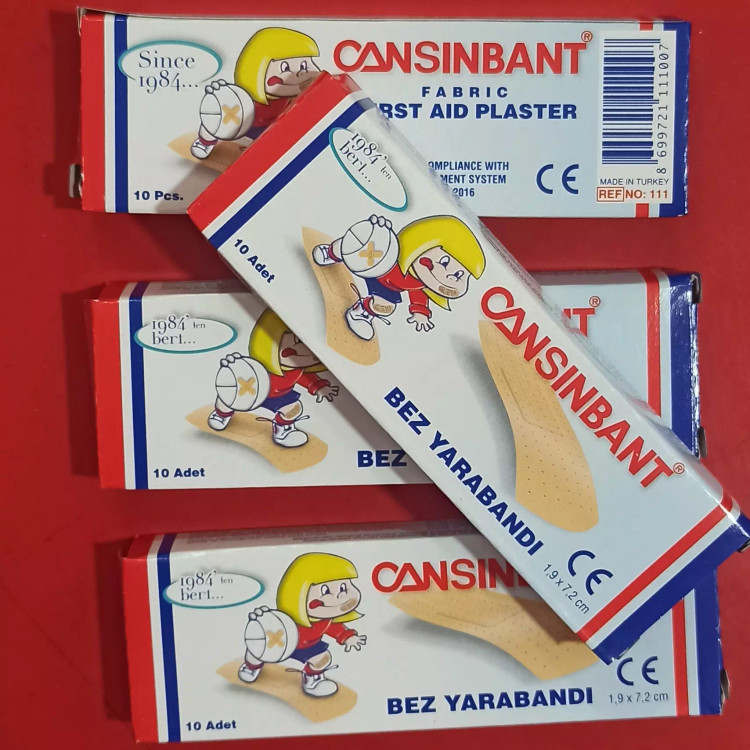 Since
1984...
CANSINBANT®
FABRIC
RST AID PLASTER
OMPLIANCE WITH
MENT SYSTEM
2016
CE
10 Pcs.
8 699721 111007
MADE IN TURKEY
REF NO: 111
1984' ten
beri...
10 Adet
CANSINBANT®
BEZ YARABANDI
CE
1,9 x 7,2 cm
1984' ten
beri...
T®
10 Adet
BEZ
1984' ten
beri...
CANSIN
10 Adet
BEZ YARABANDI
CE
1,9 x 7,2 cm